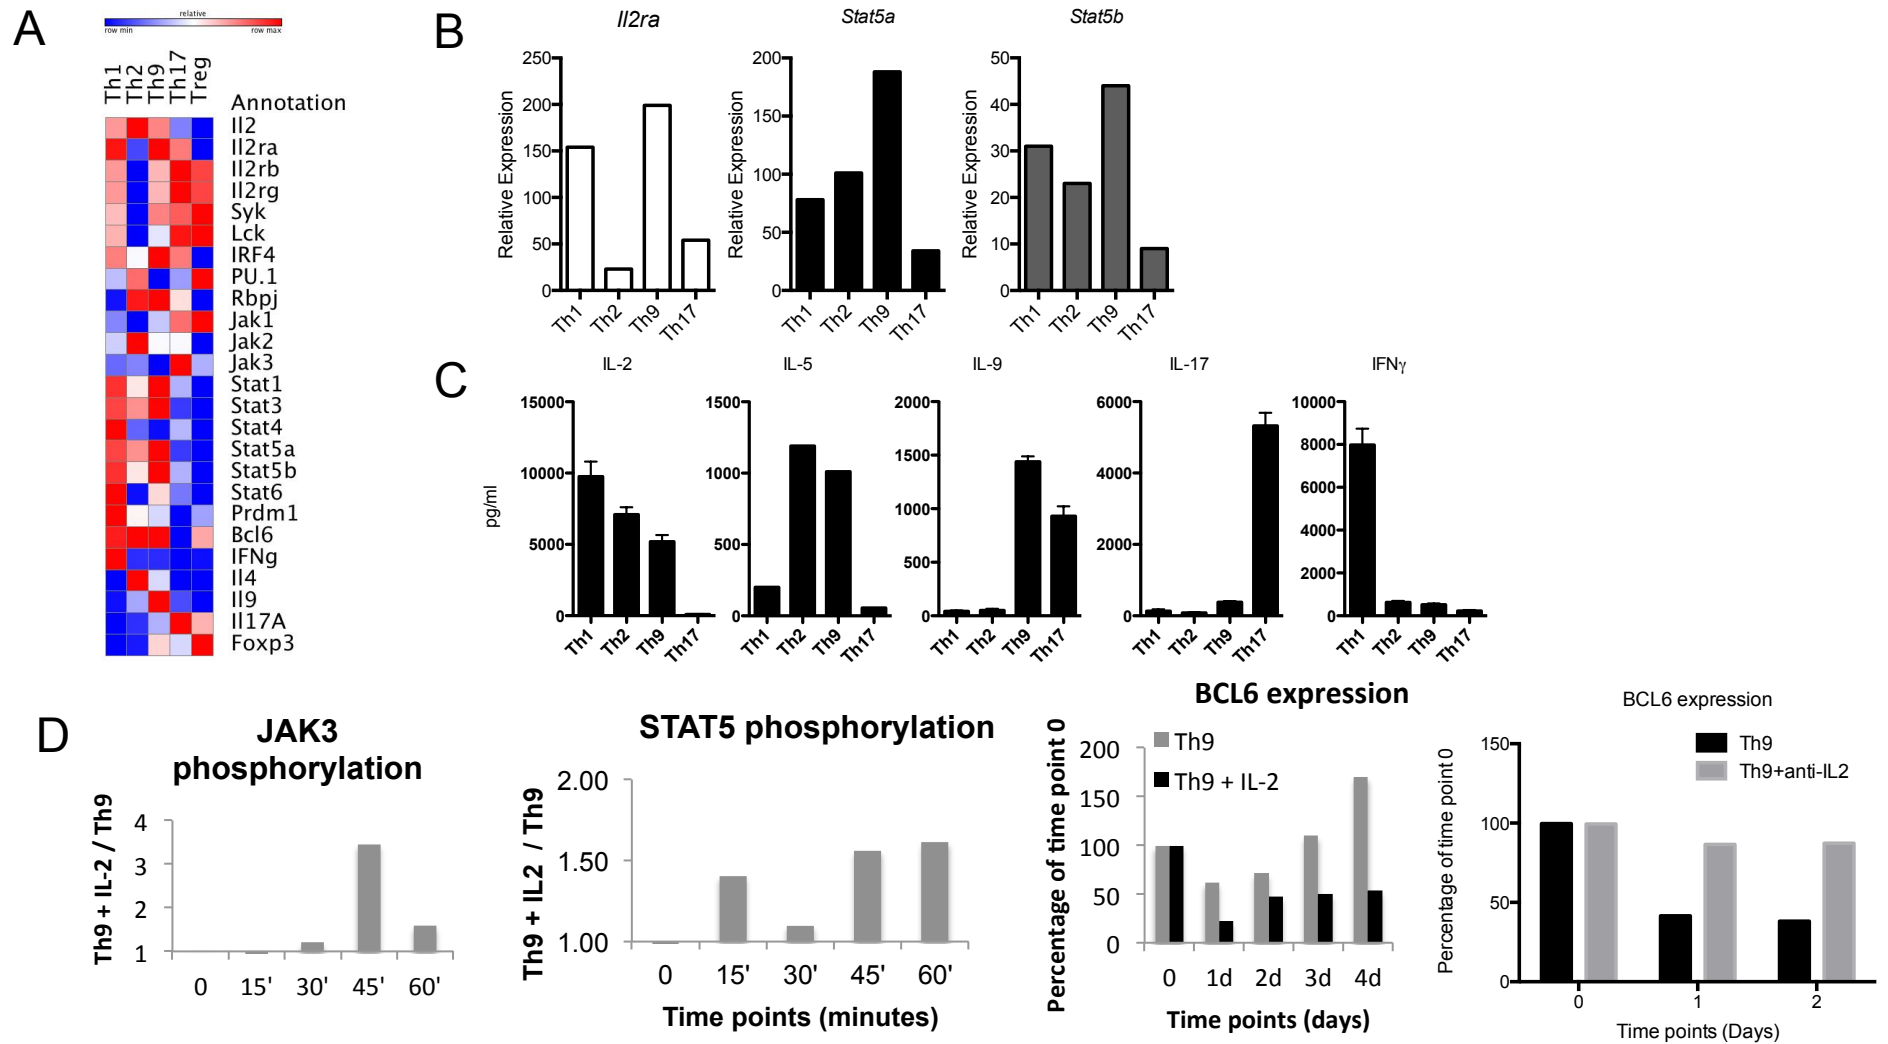 A
relative
row min row max
Th1 Th2 Th9 Th17 Treg
Annotation
Il2
Il2ra
Il2rb
Il2rg
Syk
Lck
IRF4
PU.1
Rbpj
Jak1
Jak2
Jak3
Stat1
Stat3
Stat4
Stat5a
Stat5b
Stat6
Prdm1
Bcl6
IFNg
Il4
Il9
Il17A
Foxp3
B
Il2ra
Relative Expression
250
200
150
100
50
0
Th1 Th2 Th9 Th17
Stat5a
Relative Expression
200
150
100
50
0
Th1 Th2 Th9 Th17
Stat5b
Relative Expression
50
40
30
20
10
0
Th1 Th2 Th9 Th17
C
IL-2
pg/ml
15000
10000
5000
0
Th1 Th2 Th9 Th17
IL-5
1500
1000
500
0
Th1 Th2 Th9 Th17
IL-9
2000
1500
1000
500
0
Th1 Th2 Th9 Th17
IL-17
6000
4000
2000
0
Th1 Th2 Th9 Th17
IFNγ
10000
8000
6000
4000
2000
0
Th1 Th2 Th9 Th17
D
JAK3
phosphorylation
Th9 + IL-2 / Th9
4
3
2
1
0 15' 30' 45' 60'
STAT5 phosphorylation
Th9 + IL2 / Th9
2.00
1.50
1.00
0 15' 30' 45' 60'
Time points (minutes)
BCL6 expression
Percentage of time point 0
Th9
Th9 + IL-2
200
150
100
50
0
0 1d 2d 3d 4d
Time points (days)
BCL6 expression
Percentage of time point 0
Th9
Th9+anti-IL2
150
100
50
0
0 1 2
Time points (Days)